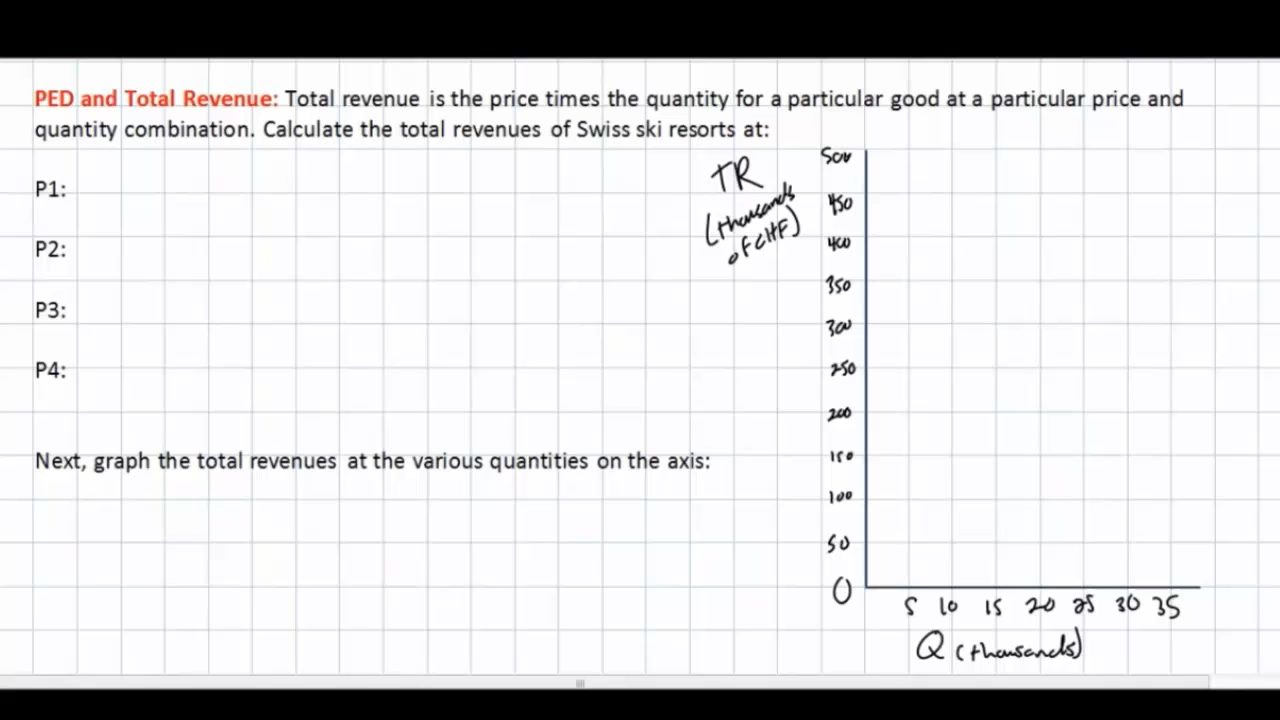 PED and Total Revenue: Total revenue is the price times the quantity for a particular good at a particular price and
quantity combination. Calculate the total revenues of Swiss ski resorts at:
P1:
P2:
P3:
P4:
Next, graph the total revenues at the various quantities on the axis:
TR
(thousands
of CHF)
500
450
400
350
300
250
200
150
100
50
0
5 10 15 20 25 30 35
Q (thousands)